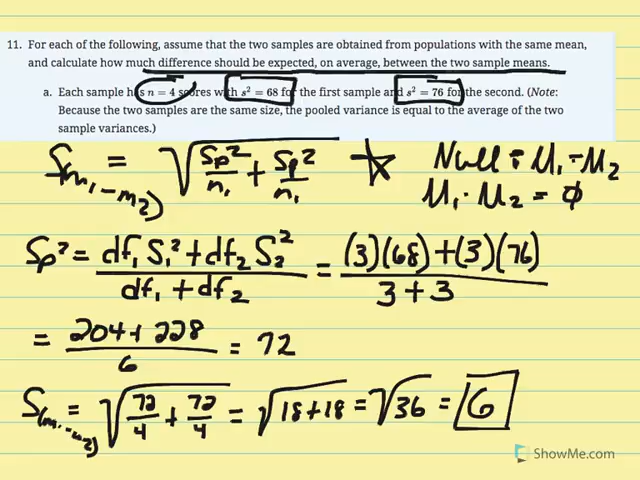 11. For each of the following, assume that the two samples are obtained from populations with the same mean,
and calculate how much difference should be expected, on average, between the two sample means.
a. Each sample has n = 4 scores with s² = 68 for the first sample and s² = 76 for the second. (Note:
Because the two samples are the same size, the pooled variance is equal to the average of the two
sample variances.)
S(m₁ - m₂) = √(Sp²/n₁ + Sp²/n₁) ☆ Null: M₁ - M₂
M₁ - M₂ = ϕ
Sp² = (df₁ S₁² + df₂ S₂²)/(df₁ + df₂) = ((3)(68) + (3)(76))/(3 + 3)
= (204 + 228)/6 = 72
S(m₁ - m₂) = √(72/4 + 72/4) = √(18 + 18) = √36 = 6
ShowMe.com